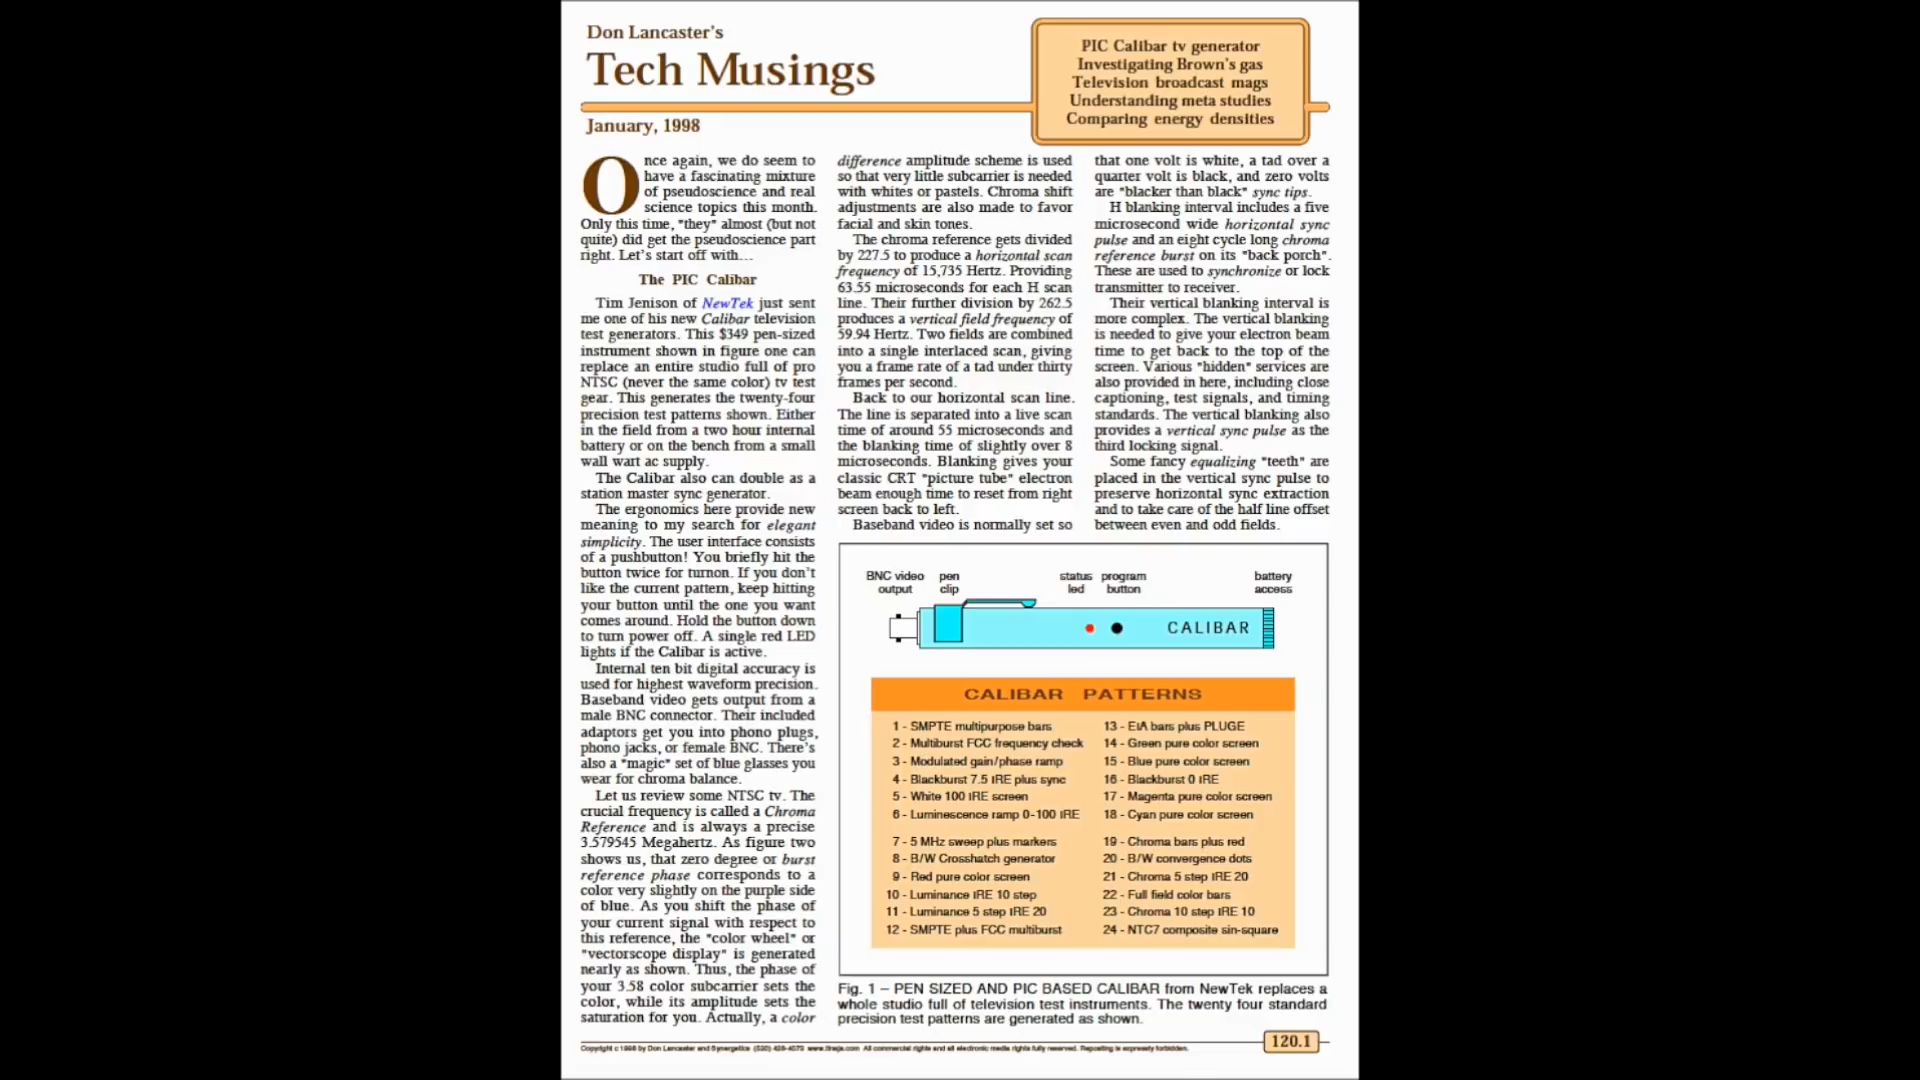 Don Lancaster's
Tech Musings
January, 1998
PIC Calibar tv generator
Investigating Brown's gas
Television broadcast mags
Understanding meta studies
Comparing energy densities
Once again, we do seem to
have a fascinating mixture
of pseudoscience and real
science topics this month.
Only this time, "they" almost (but not
quite) did get the pseudoscience part
right. Let's start off with...
The PIC Calibar
Tim Jenison of NewTek just sent
me one of his new Calibar television
test generators. This $349 pen-sized
instrument shown in figure one can
replace an entire studio full of pro
NTSC (never the same color) tv test
gear. This generates the twenty-four
precision test patterns shown. Either
in the field from a two hour internal
battery or on the bench from a small
wall wart ac supply.
The Calibar also can double as a
station master sync generator.
The ergonomics here provide new
meaning to my search for elegant
simplicity. The user interface consists
of a pushbutton! You briefly hit the
button twice for turnon. If you don't
like the current pattern, keep hitting
your button until the one you want
comes around. Hold the button down
to turn power off. A single red LED
lights if the Calibar is active.
Internal ten bit digital accuracy is
used for highest waveform precision.
Baseband video gets output from a
male BNC connector. Their included
adaptors get you into phono plugs,
phono jacks, or female BNC. There's
also a "magic" set of blue glasses you
wear for chroma balance.
Let us review some NTSC tv. The
crucial frequency is called a Chroma
Reference and is always a precise
3.579545 Megahertz. As figure two
shows us, that zero degree or burst
reference phase corresponds to a
color very slightly on the purple side
of blue. As you shift the phase of
your current signal with respect to
this reference, the "color wheel" or
"vectorscope display" is generated
nearly as shown. Thus, the phase of
your 3.58 color subcarrier sets the
color, while its amplitude sets the
saturation for you. Actually, a color
difference amplitude scheme is used
so that very little subcarrier is needed
with whites or pastels. Chroma shift
adjustments are also made to favor
facial and skin tones.
The chroma reference gets divided
by 227.5 to produce a horizontal scan
frequency of 15,735 Hertz. Providing
63.55 microseconds for each H scan
line. Their further division by 262.5
produces a vertical field frequency of
59.94 Hertz. Two fields are combined
into a single interlaced scan, giving
you a frame rate of a tad under thirty
frames per second.
Back to our horizontal scan line.
The line is separated into a live scan
time of around 55 microseconds and
the blanking time of slightly over 8
microseconds. Blanking gives your
classic CRT "picture tube" electron
beam enough time to reset from right
screen back to left.
Baseband video is normally set so
that one volt is white, a tad over a
quarter volt is black, and zero volts
are "blacker than black" sync tips.
H blanking interval includes a five
microsecond wide horizontal sync
pulse and an eight cycle long chroma
reference burst on its "back porch".
These are used to synchronize or lock
transmitter to receiver.
Their vertical blanking interval is
more complex. The vertical blanking
is needed to give your electron beam
time to get back to the top of the
screen. Various "hidden" services are
also provided in here, including close
captioning, test signals, and timing
standards. The vertical blanking also
provides a vertical sync pulse as the
third locking signal.
Some fancy equalizing "teeth" are
placed in the vertical sync pulse to
preserve horizontal sync extraction
and to take care of the half line offset
between even and odd fields.
BNC video output
pen clip
status led
program button
battery access
CALIBAR
CALIBAR PATTERNS
1 - SMPTE multipurpose bars
2 - Multiburst FCC frequency check
3 - Modulated gain/phase ramp
4 - Blackburst 7.5 IRE plus sync
5 - White 100 IRE screen
6 - Luminescence ramp 0-100 IRE
7 - 5 MHz sweep plus markers
8 - B/W Crosshatch generator
9 - Red pure color screen
10 - Luminance IRE 10 step
11 - Luminance 5 step IRE 20
12 - SMPTE plus FCC multiburst
13 - EIA bars plus PLUGE
14 - Green pure color screen
15 - Blue pure color screen
16 - Blackburst 0 IRE
17 - Magenta pure color screen
18 - Cyan pure color screen
19 - Chroma bars plus red
20 - B/W convergence dots
21 - Chroma 5 step IRE 20
22 - Full field color bars
23 - Chroma 10 step IRE 10
24 - NTC7 composite sin-square
Fig. 1 – PEN SIZED AND PIC BASED CALIBAR from NewTek replaces a
whole studio full of television test instruments. The twenty four standard
precision test patterns are generated as shown.
Copyright c 1998 by Don Lancaster and Synergetics (520) 428-4073 www.tinaja.com All commercial rights and all electronic media rights fully reserved. Reposting is expressly forbidden.
120.1